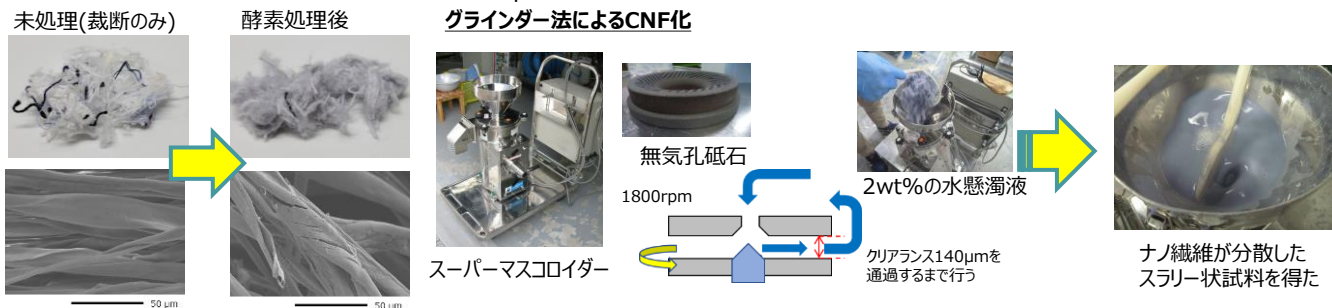 未処理(裁断のみ)
酵素処理後
グラインダー法によるCNF化
無気孔砥石
1800rpm
2wt%の水懸濁液
スーパーマスコロイダー
クリアランス140μmを
通過するまで行う
ナノ繊維が分散した
スラリー状試料を得た
50 μm
50 μm